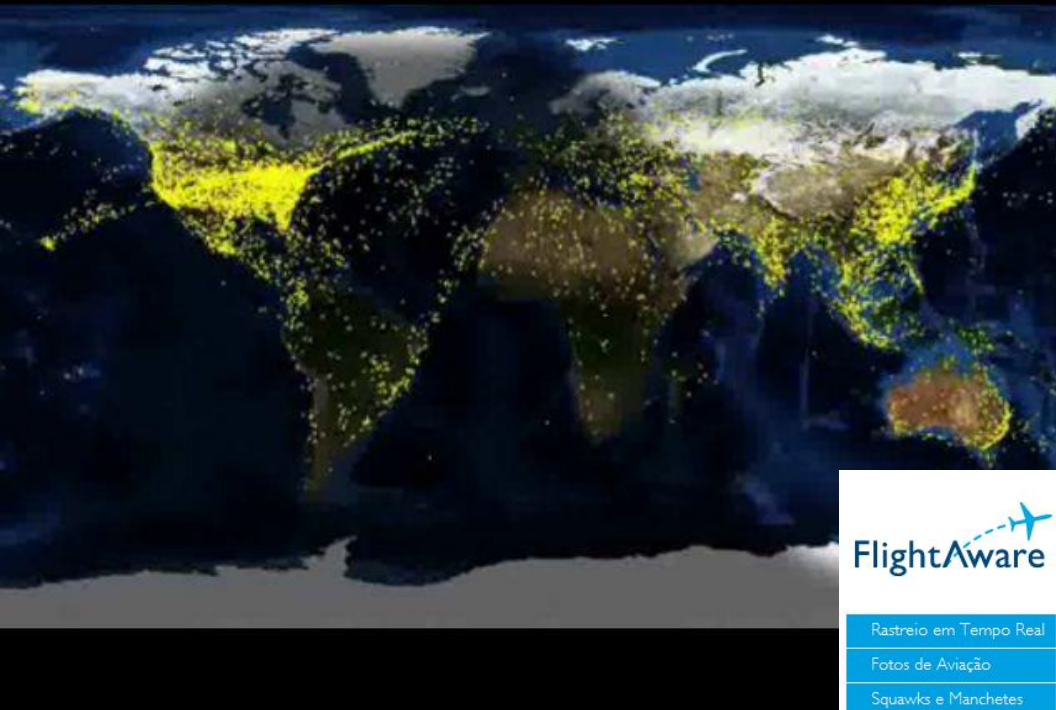 FlightAware
Rastreio em Tempo Real
Fotos de Aviação
Squawks e Manchetes